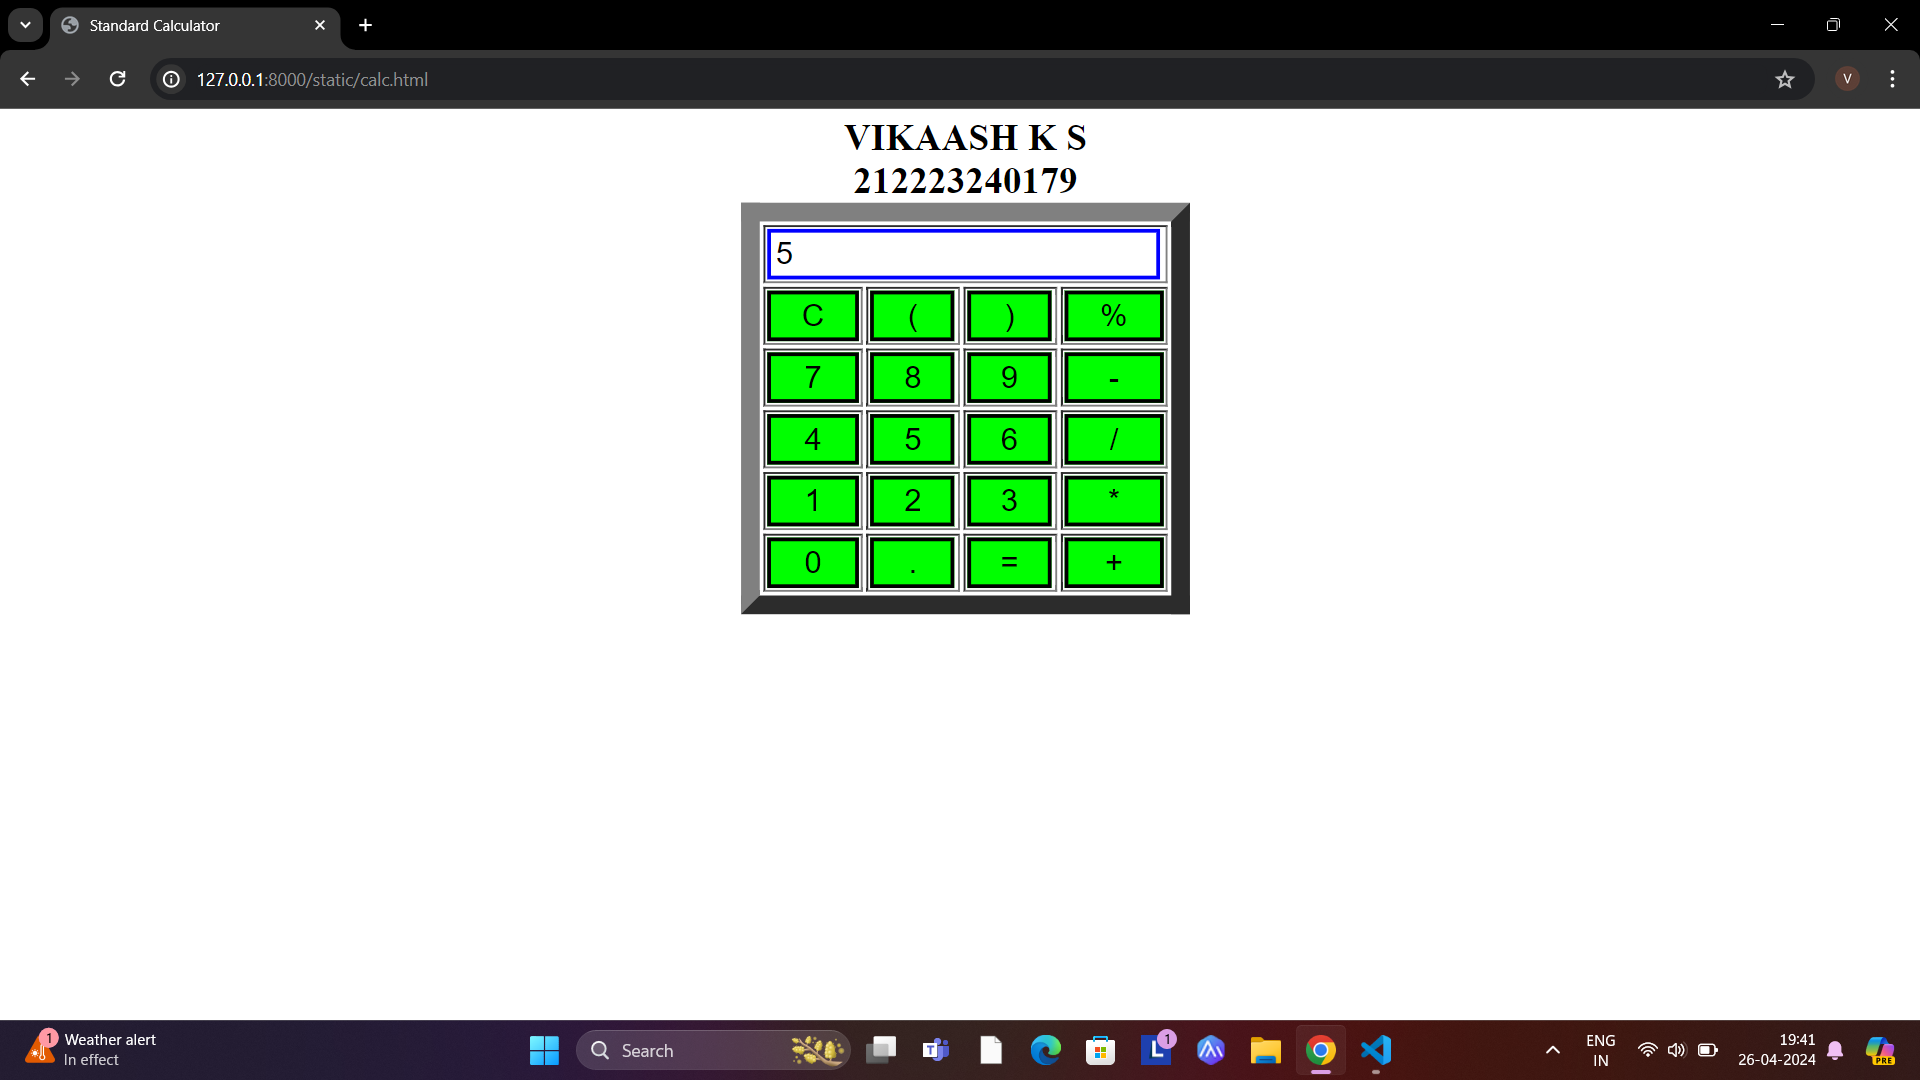 Standard Calculator
127.0.0.1:8000/static/calc.html
V
VIKAASH K S
212223240179
5
C ( ) %
7 8 9 -
4 5 6 /
1 2 3 *
0 . = +
1
Weather alert
In effect
Search
T
L
1
ENG
IN
19:41
26-04-2024
PRE